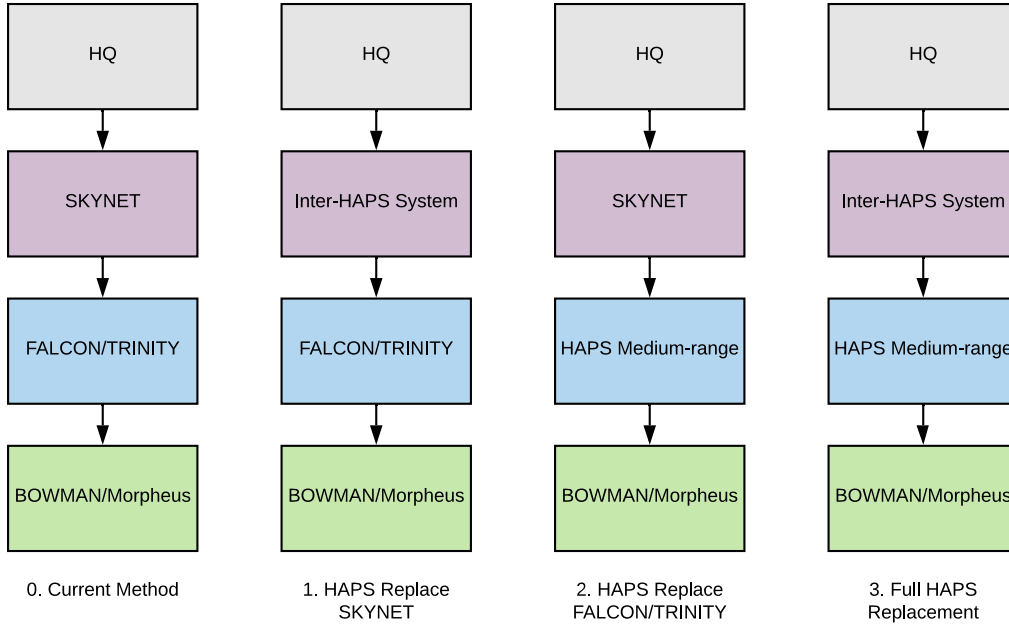 HQ
HQ
HQ
HQ
SKYNET
Inter-HAPS System
SKYNET
Inter-HAPS System
FALCON/TRINITY
FALCON/TRINITY
HAPS Medium-range
HAPS Medium-range
BOWMAN/Morpheus
BOWMAN/Morpheus
BOWMAN/Morpheus
BOWMAN/Morpheus
0. Current Method
1. HAPS Replace
SKYNET
2. HAPS Replace
FALCON/TRINITY
3. Full HAPS
Replacement